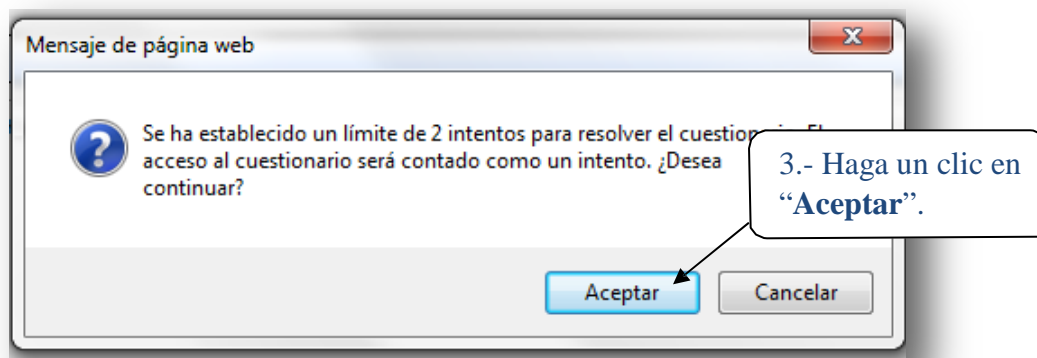 Mensaje de página web
Se ha establecido un límite de 2 intentos para resolver el
acceso al cuestionario será contado como un intento. ¿Desea
continuar?
3.- Haga un clic en
“Aceptar”.
Aceptar
Cancelar